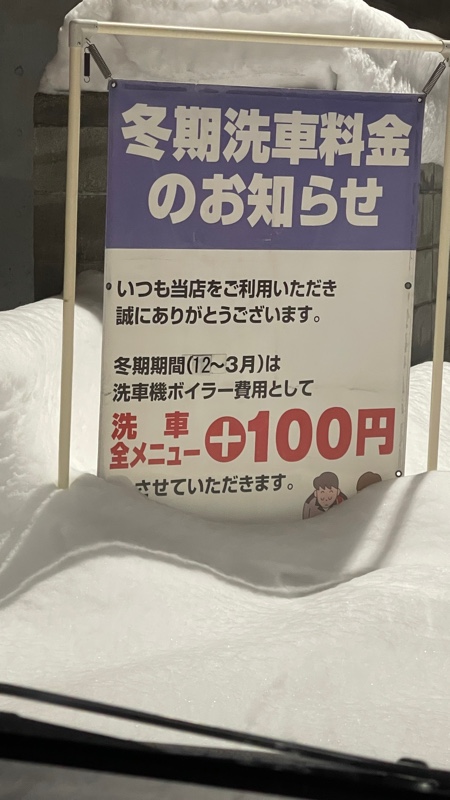 冬期洗車料金
のお知らせ
いつも当店をご利用いただき
誠にありがとうございます。
冬期期間(12～3月)は
洗車機ボイラー費用として
洗車
全メニュー+100円
させていただきます。